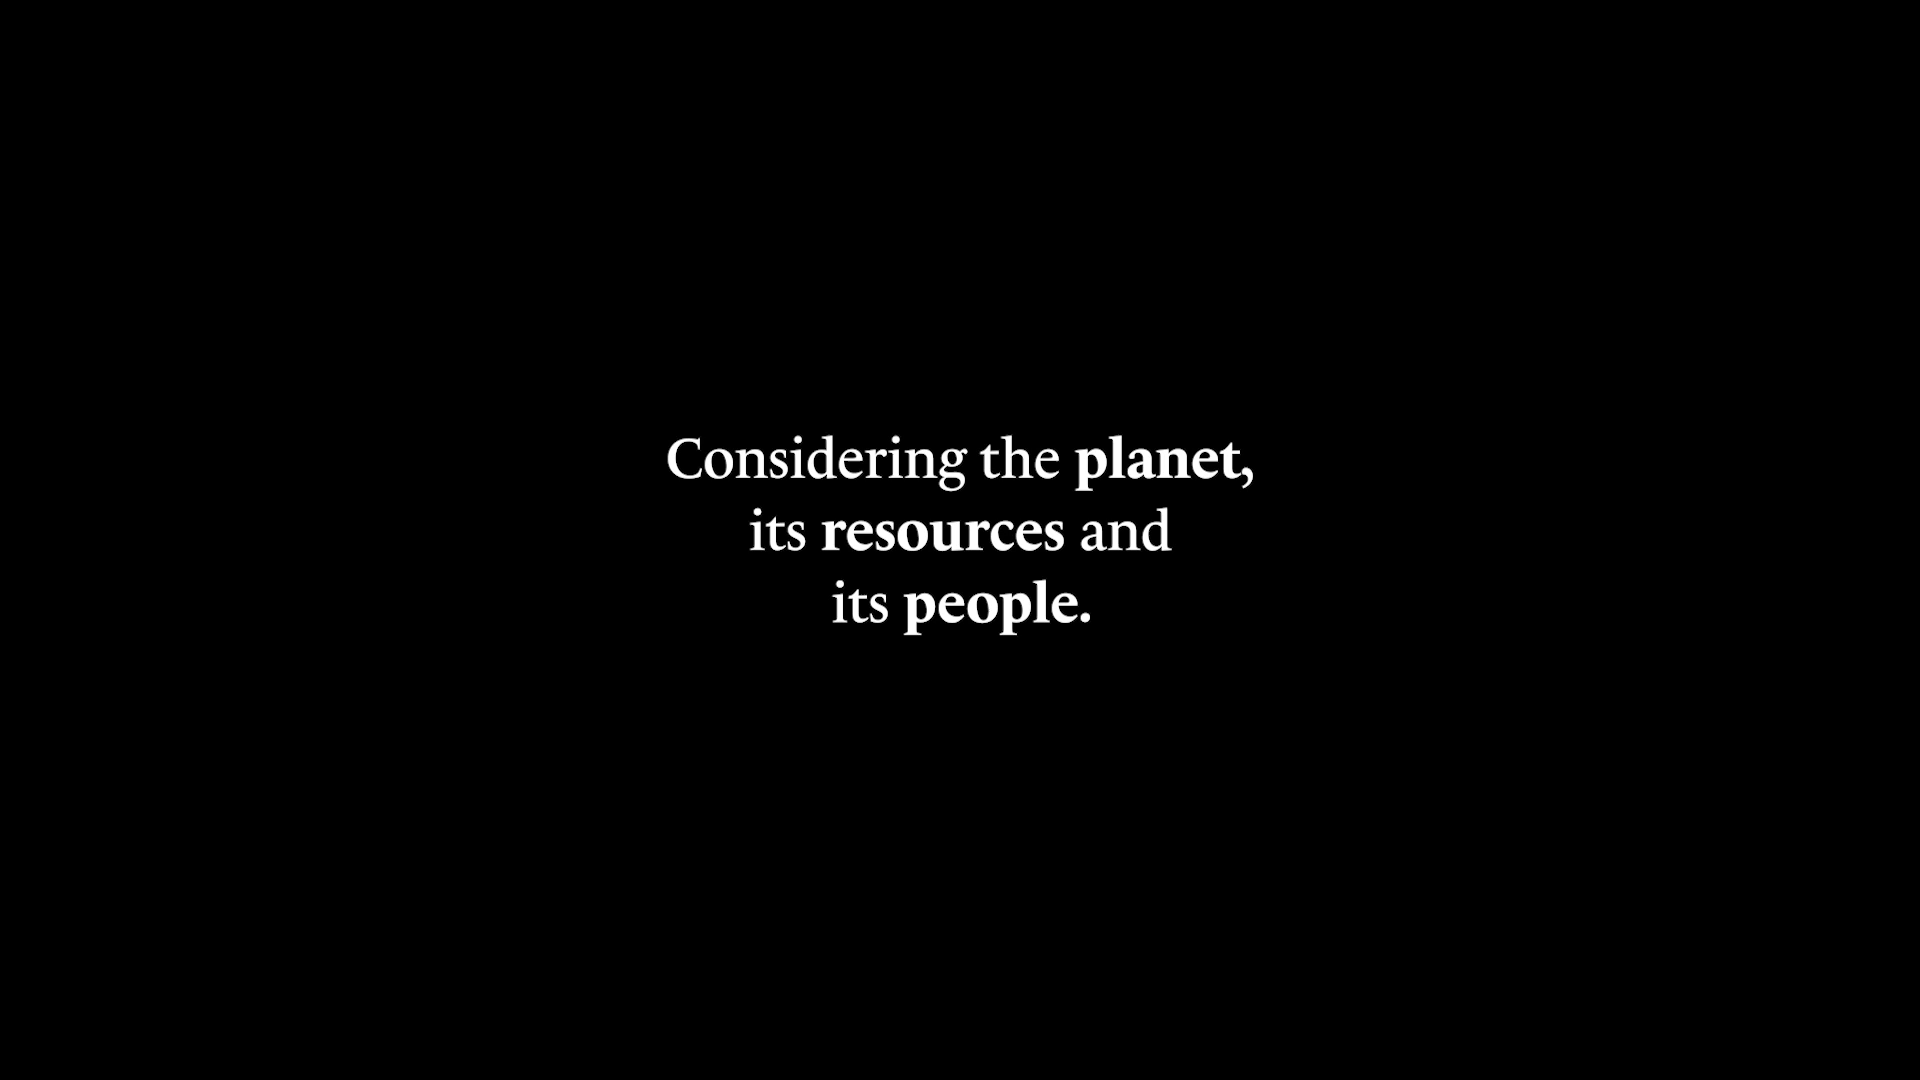 Considering the planet,
its resources and
its people.